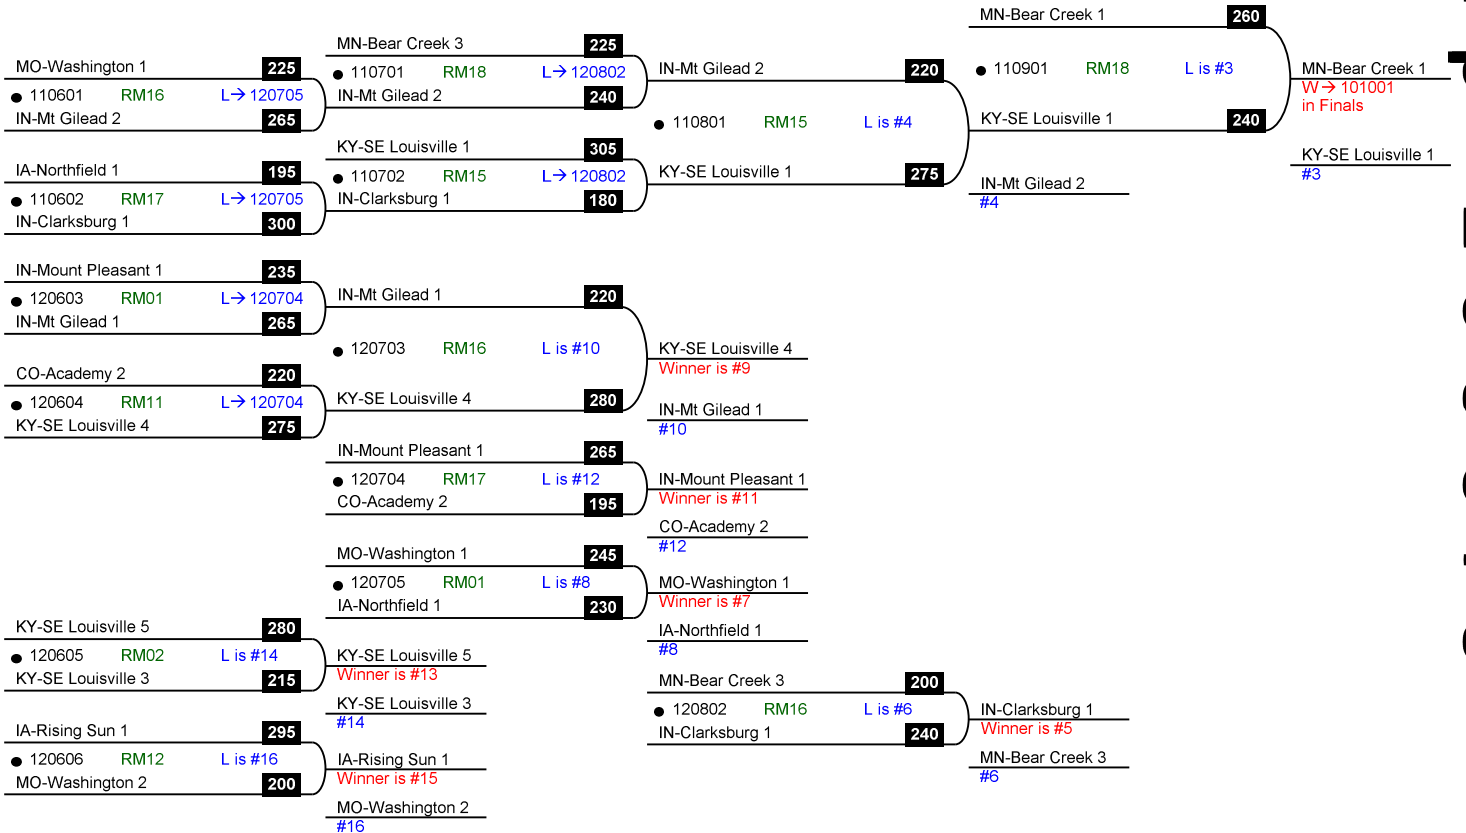 MO-Washington 1 225
110601 RM16 L→ 120705
IN-Mt Gilead 2 265
IA-Northfield 1 195
110602 RM17 L→ 120705
IN-Clarksburg 1 300
IN-Mount Pleasant 1 235
120603 RM01 L→ 120704
IN-Mt Gilead 1 265
CO-Academy 2 220
120604 RM11 L→ 120704
KY-SE Louisville 4 275
KY-SE Louisville 5 280
120605 RM02 L is #14
KY-SE Louisville 3 215
IA-Rising Sun 1 295
120606 RM12 L is #16
MO-Washington 2 200
MN-Bear Creek 3 225
110701 RM18 L→ 120802
IN-Mt Gilead 2 240
KY-SE Louisville 1 305
110702 RM15 L→ 120802
IN-Clarksburg 1 180
IN-Mt Gilead 1 220
120703 RM16 L is #10
KY-SE Louisville 4 280
IN-Mount Pleasant 1 265
120704 RM17 L is #12
CO-Academy 2 195
MO-Washington 1 245
120705 RM01 L is #8
IA-Northfield 1 230
KY-SE Louisville 5
Winner is #13
KY-SE Louisville 3
#14
IA-Rising Sun 1
Winner is #15
MO-Washington 2
#16
IN-Mt Gilead 2 220
110801 RM15 L is #4
KY-SE Louisville 1 275
KY-SE Louisville 4
Winner is #9
IN-Mt Gilead 1
#10
IN-Mount Pleasant 1
Winner is #11
CO-Academy 2
#12
MO-Washington 1
Winner is #7
IA-Northfield 1
#8
MN-Bear Creek 3 200
120802 RM16 L is #6
IN-Clarksburg 1 240
MN-Bear Creek 1 260
110901 RM18 L is #3
KY-SE Louisville 1 240
IN-Mt Gilead 2
#4
IN-Clarksburg 1
Winner is #5
MN-Bear Creek 3
#6
MN-Bear Creek 1
W→ 101001
in Finals
KY-SE Louisville 1
#3